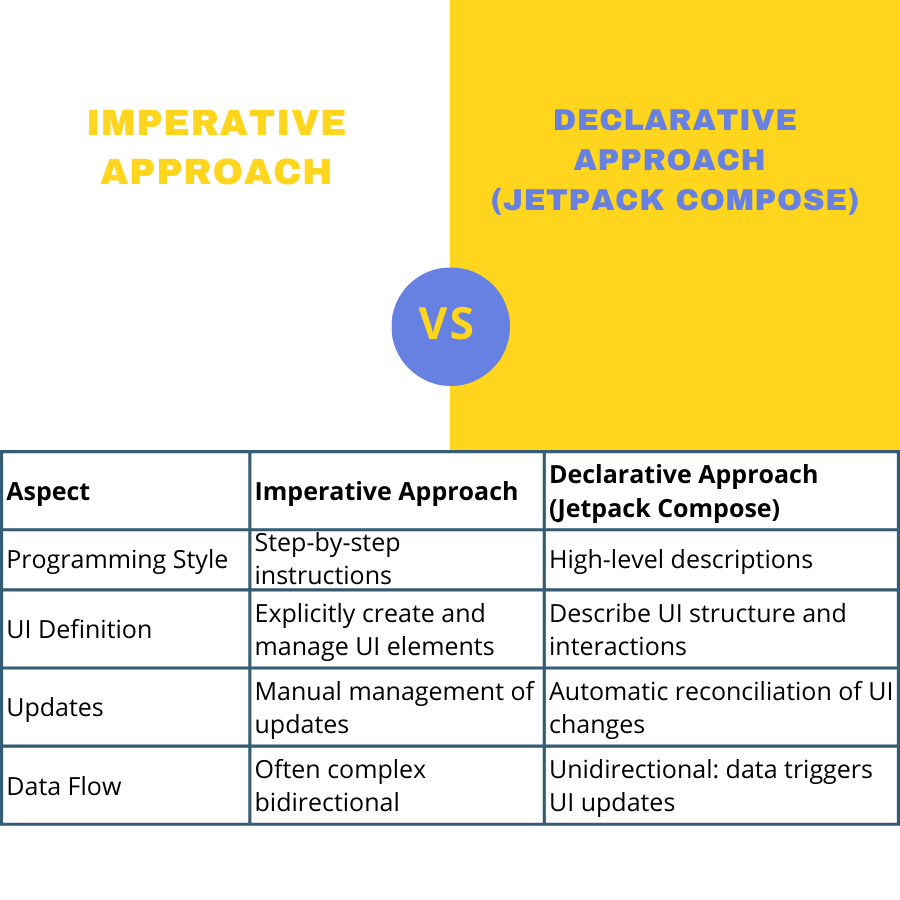 IMPERATIVE
APPROACH
DECLARATIVE
APPROACH
(JETPACK COMPOSE)
VS
Aspect
Imperative Approach
Declarative Approach
(Jetpack Compose)
Programming Style
Step-by-step
instructions
High-level descriptions
UI Definition
Explicitly create and
manage UI elements
Describe UI structure and
interactions
Updates
Manual management of
updates
Automatic reconciliation of UI
changes
Data Flow
Often complex
bidirectional
Unidirectional: data triggers
UI updates